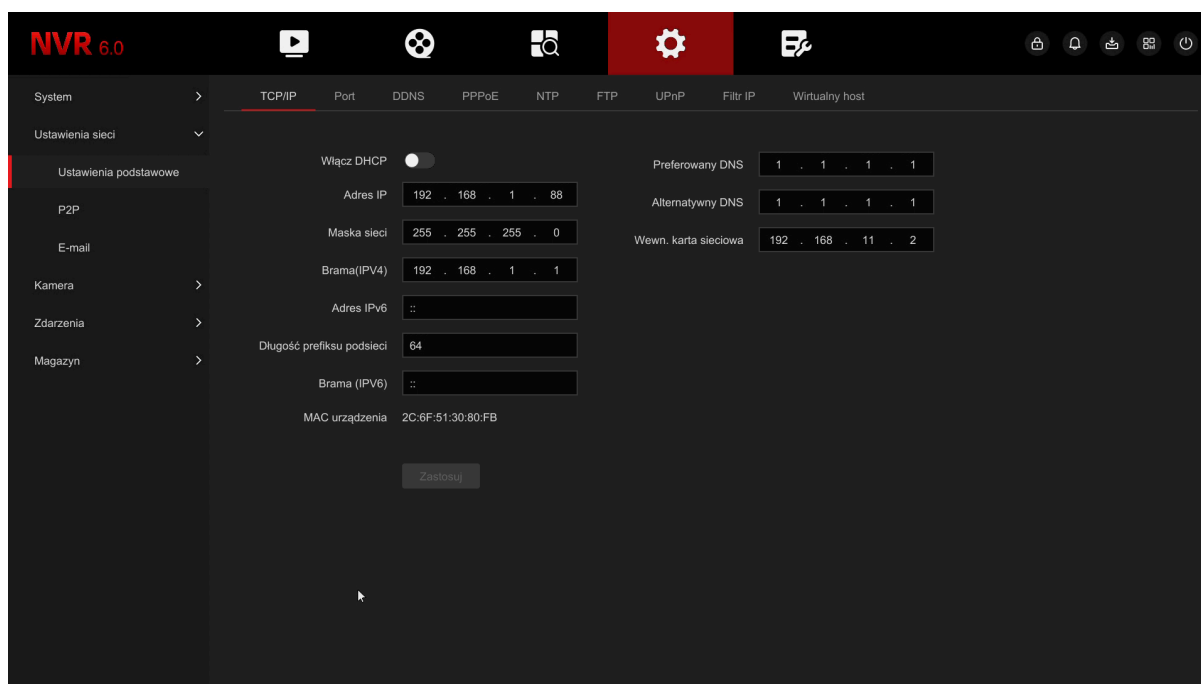 NVR 6.0
System
Ustawienia sieci
Ustawienia podstawowe
P2P
E-mail
Kamera
Zdarzenia
Magazyn
TCP/IP Port DDNS PPPoE NTP FTP UPnP Filtr IP Wirtualny host
Włącz DHCP
Adres IP 192 . 168 . 1 . 88
Maska sieci 255 . 255 . 255 . 0
Brama(IPV4) 192 . 168 . 1 . 1
Adres IPv6 ::
Długość prefiksu podsieci 64
Brama (IPV6) ::
MAC urządzenia 2C:6F:51:30:80:FB
Zastosuj
Preferowany DNS 1 . 1 . 1 . 1
Alternatywny DNS 1 . 1 . 1 . 1
Wewn. karta sieciowa 192 . 168 . 11 . 2